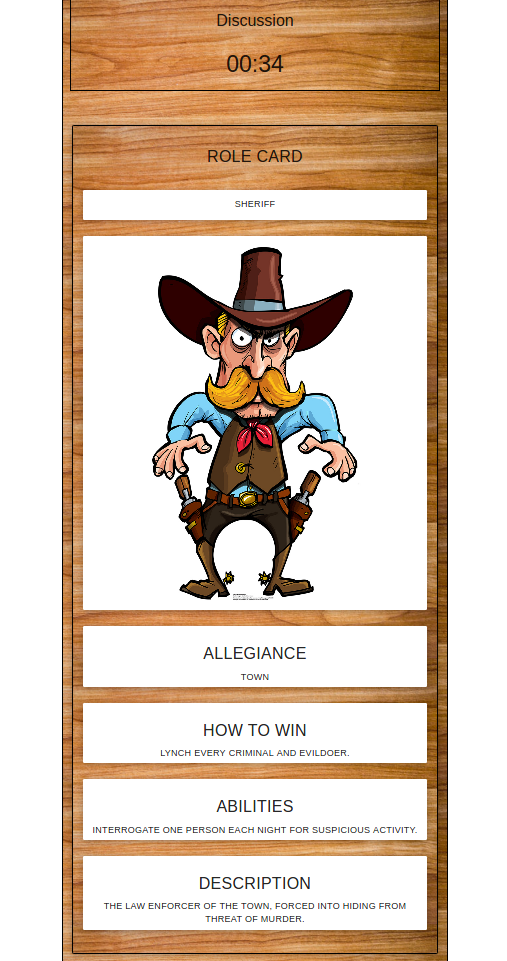 Discussion
00:34
ROLE CARD
SHERIFF
ALLEGIANCE
TOWN
HOW TO WIN
LYNCH EVERY CRIMINAL AND EVILDOER.
ABILITIES
INTERROGATE ONE PERSON EACH NIGHT FOR SUSPICIOUS ACTIVITY.
DESCRIPTION
THE LAW ENFORCER OF THE TOWN, FORCED INTO HIDING FROM
THREAT OF MURDER.